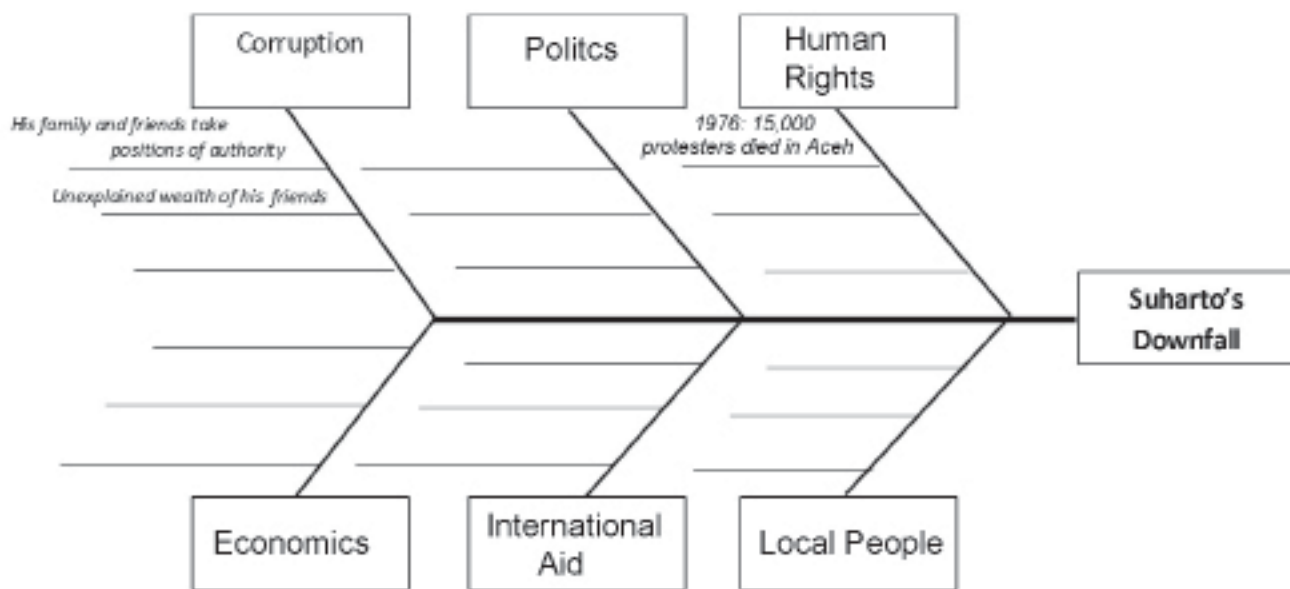 Corruption
Politcs
Human
Rights
His family and friends take
positions of authority
1976: 15,000
protesters died in Aceh
Unexplained wealth of his friends
Suharto's
Downfall
Economics
International
Aid
Local People